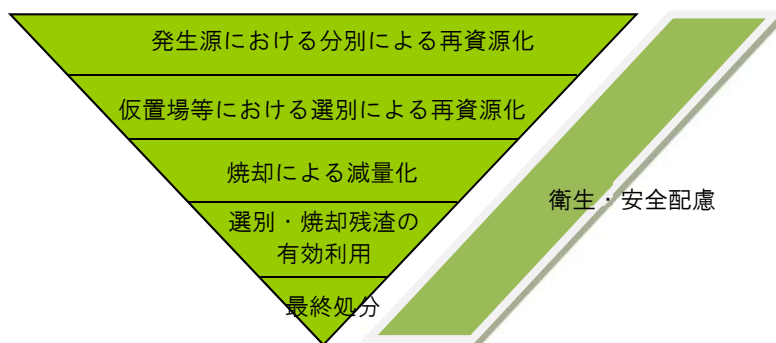 発生源における分別による再資源化
仮置場等における選別による再資源化
焼却による減量化
選別・焼却残渣の
有効利用
最終処分
衛生・安全配慮